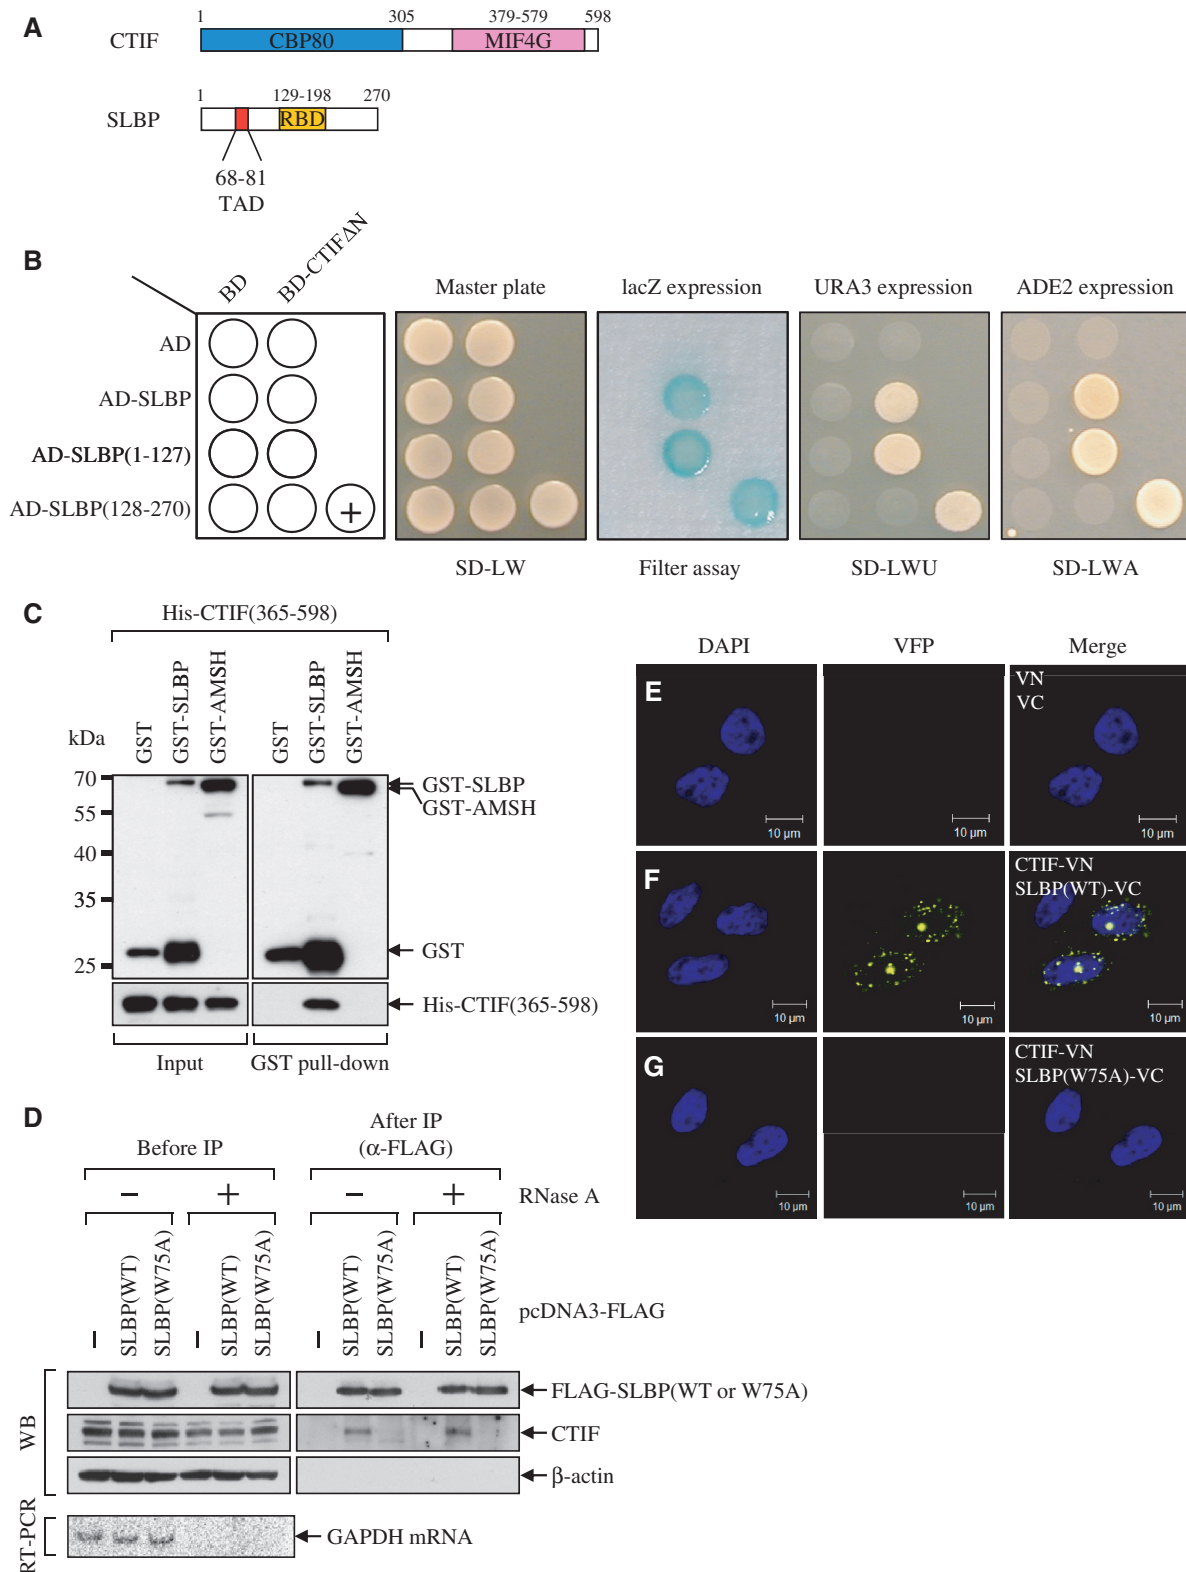 A
1 305 379-579 598
CTIF CBP80 MIF4G
1 129-198 270
SLBP RBD
68-81
TAD
B
BD BD-CTIFΔN
Master plate lacZ expression URA3 expression ADE2 expression
AD
AD-SLBP
AD-SLBP(1-127)
AD-SLBP(128-270) +
SD-LW Filter assay SD-LWU SD-LWA
C
His-CTIF(365-598)
kDa GST GST-SLBP GST-AMSH GST GST-SLBP GST-AMSH
70
55
40
35
25
GST-SLBP
GST-AMSH
GST
His-CTIF(365-598)
Input GST pull-down
D
Before IP After IP
(α-FLAG)
− + − + RNase A
– SLBP(WT) SLBP(W75A) – SLBP(WT) SLBP(W75A) – SLBP(WT) SLBP(W75A) – SLBP(WT) SLBP(W75A) pcDNA3-FLAG
WB
FLAG-SLBP(WT or W75A)
CTIF
β-actin
RT-PCR
GAPDH mRNA
DAPI VFP Merge
E
VN
VC
10 µm 10 µm 10 µm
F
CTIF-VN
SLBP(WT)-VC
10 µm 10 µm 10 µm
G
CTIF-VN
SLBP(W75A)-VC
10 µm 10 µm 10 µm